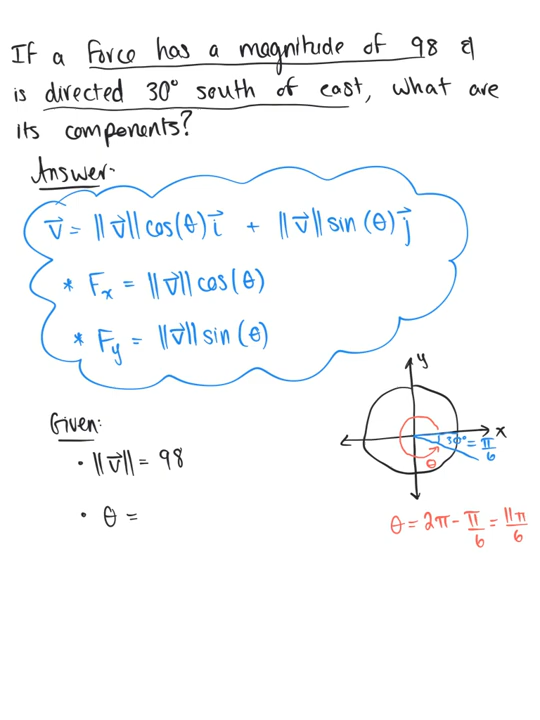 If a force has a magnitude of 98 &
is directed 30° south of east, what are
its components?
Answer:
v⃗ = ||v⃗|| cos(θ) i⃗ + ||v⃗|| sin(θ) j⃗
* Fx = ||v⃗|| cos(θ)
* Fy = ||v⃗|| sin(θ)
Given:
• ||v⃗|| = 98
• θ =
y
x
30° = π/6
θ
θ = 2π - π/6 = 11π/6